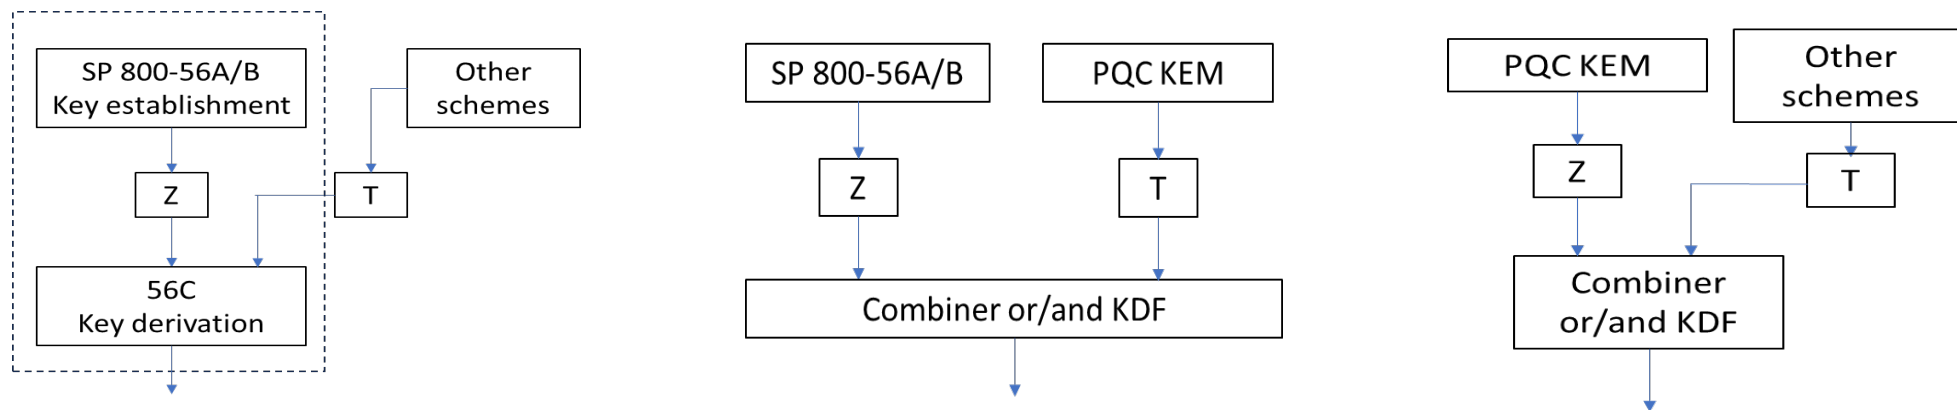 SP 800-56A/B
Key establishment
Other
schemes
Z
T
56C
Key derivation
SP 800-56A/B
PQC KEM
Z
T
Combiner or/and KDF
PQC KEM
Other
schemes
Z
T
Combiner
or/and KDF